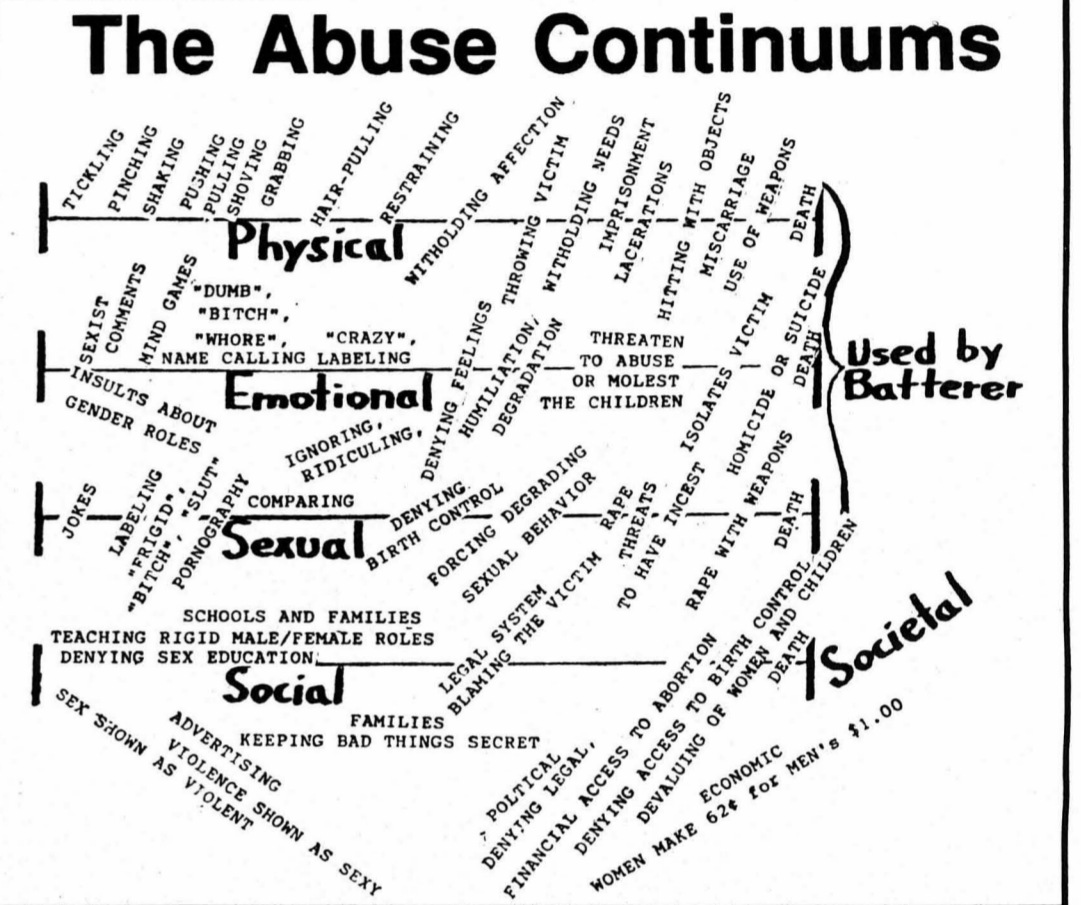 The Abuse Continuums
TICKLING
PINCHING
SHAKING
PUSHING
PULLING
SHOVING
GRABBING
HAIR-PULLING
RESTRAINING
WITHOLDING AFFECTION
THROWING VICTIM
WITHOLDING NEEDS
IMPRISONMENT
LACERATIONS
HITTING WITH OBJECTS
MISCARRIAGE
USE OF WEAPONS
DEATH
Physical
SEXIST
COMMENTS
MIND GAMES
"DUMB",
"BITCH",
"WHORE", "CRAZY",
NAME CALLING LABELING
INSULTS ABOUT
GENDER ROLES
IGNORING,
RIDICULING,
DENYING FEELINGS
HUMILIATION,
DEGRADATION
THREATEN
TO ABUSE
OR MOLEST
THE CHILDREN
ISOLATES VICTIM
HOMICIDE OR SUICIDE
DEATH
Emotional
Used by
Batterer
JOKES
LABELING
"FRIGID",
"BITCH", "SLUT"
PORNOGRAPHY
COMPARING
DENYING
BIRTH CONTROL
FORCING DEGRADING
SEXUAL BEHAVIOR
RAPE
THREATS
TO HAVE INCEST
RAPE WITH WEAPONS
DEATH
Sexual
SCHOOLS AND FAMILIES
TEACHING RIGID MALE/FEMALE ROLES
DENYING SEX EDUCATION
LEGAL SYSTEM
BLAMING THE VICTIM
Social
SEX SHOWN AS VIOLENT
ADVERTISING
VIOLENCE SHOWN AS SEXY
FAMILIES
KEEPING BAD THINGS SECRET
POLTICAL
DENYING LEGAL,
FINANCIAL ACCESS TO ABORTION
DENYING ACCESS TO BIRTH CONTROL
DEVALUING OF WOMEN AND CHILDREN
DEATH
ECONOMIC
WOMEN MAKE 62¢ for MEN's $1.00
Societal